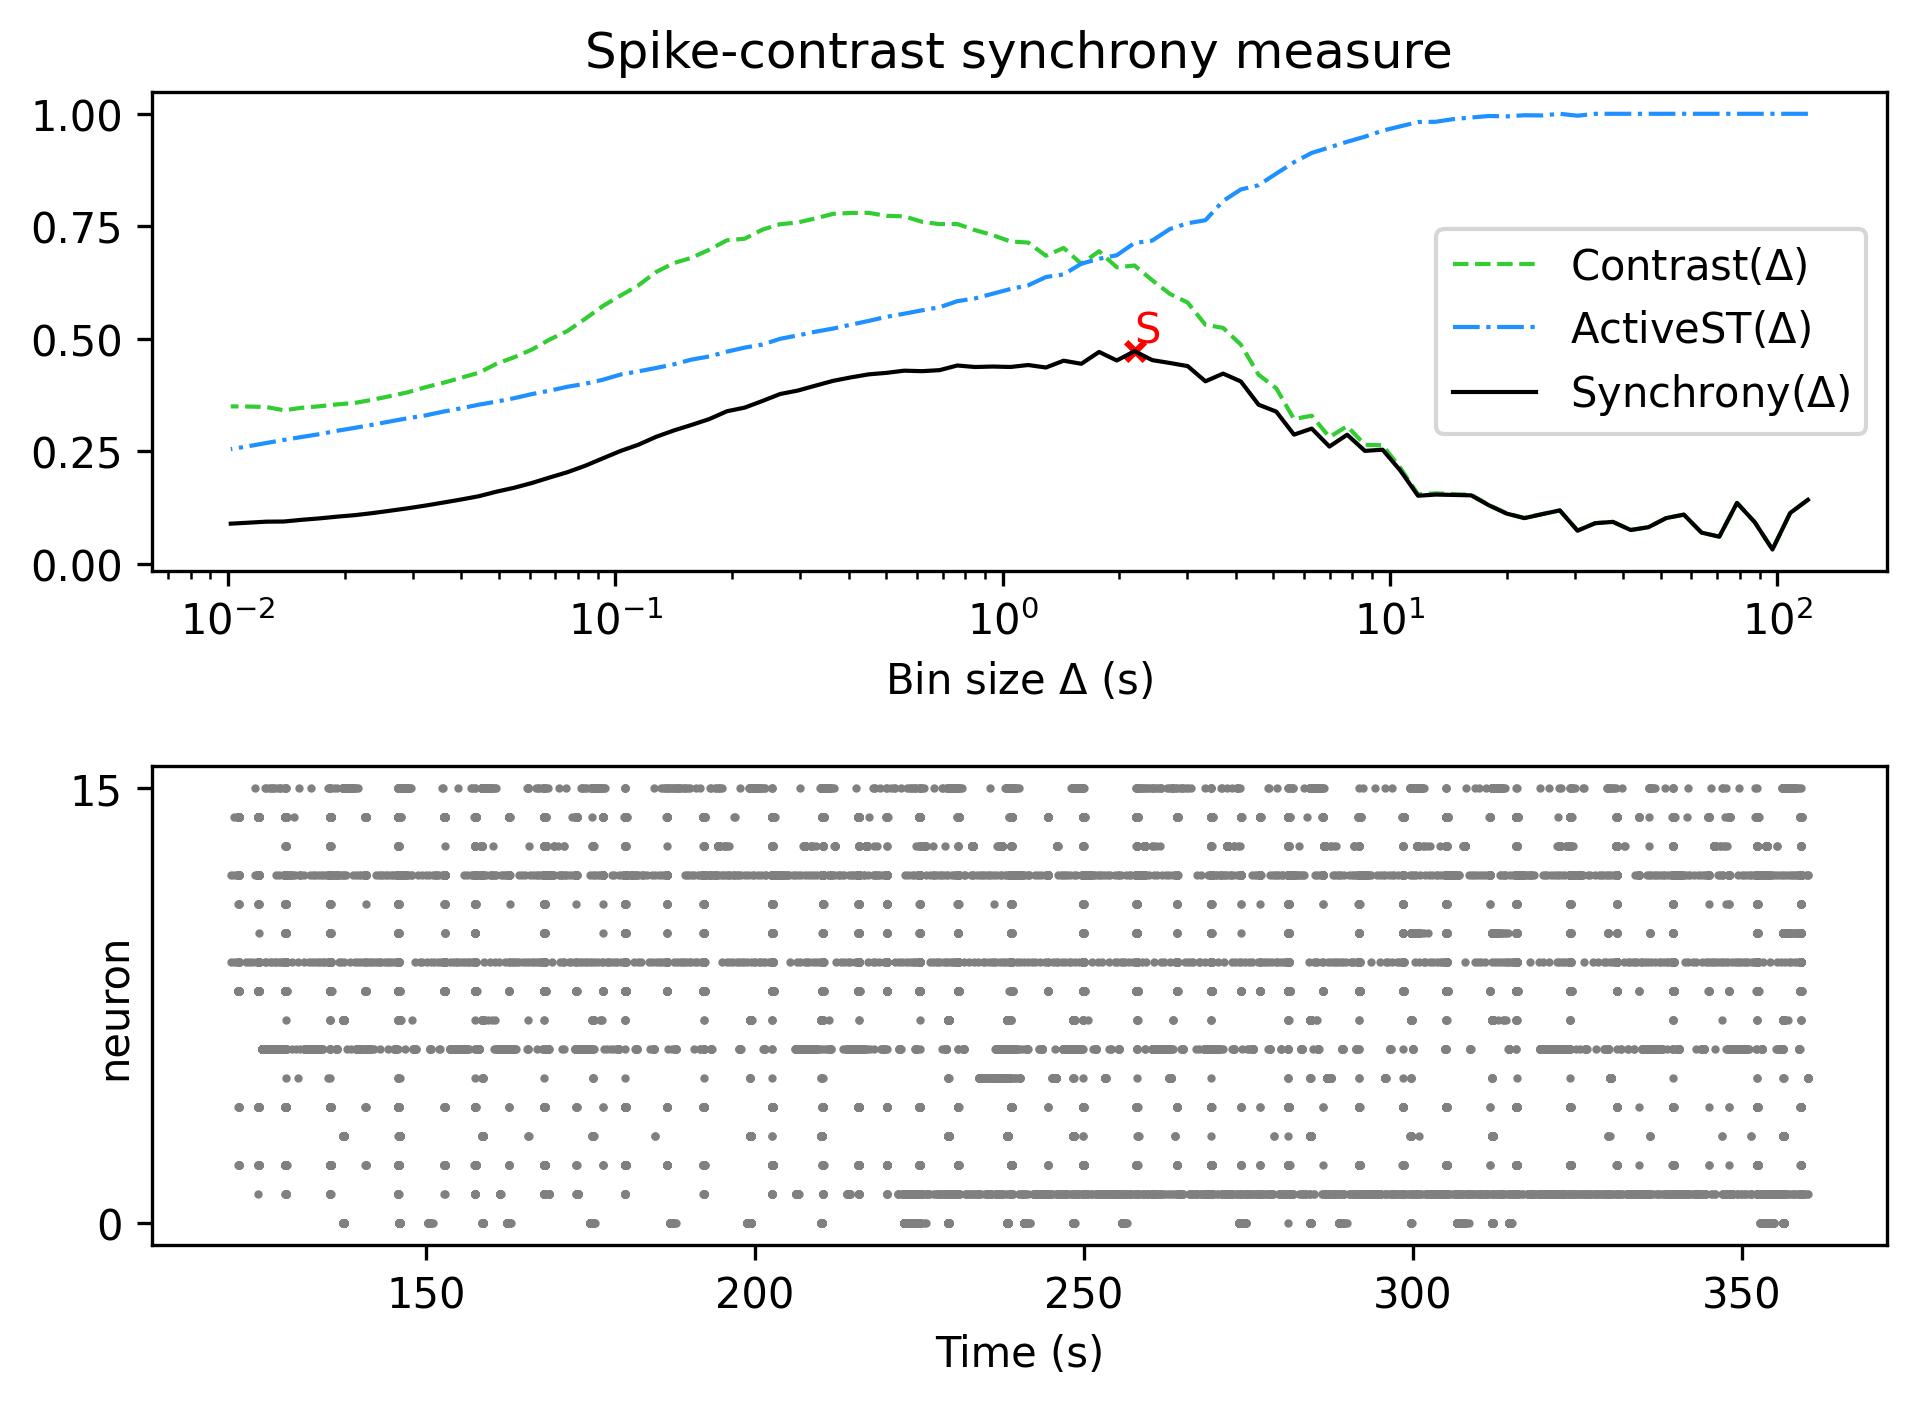 Spike-contrast synchrony measure
1.00
0.75
0.50
0.25
0.00
S
Contrast(Δ)
ActiveST(Δ)
Synchrony(Δ)
10⁻² 10⁻¹ 10⁰ 10¹ 10²
Bin size Δ (s)
15
neuron
0
150 200 250 300 350
Time (s)